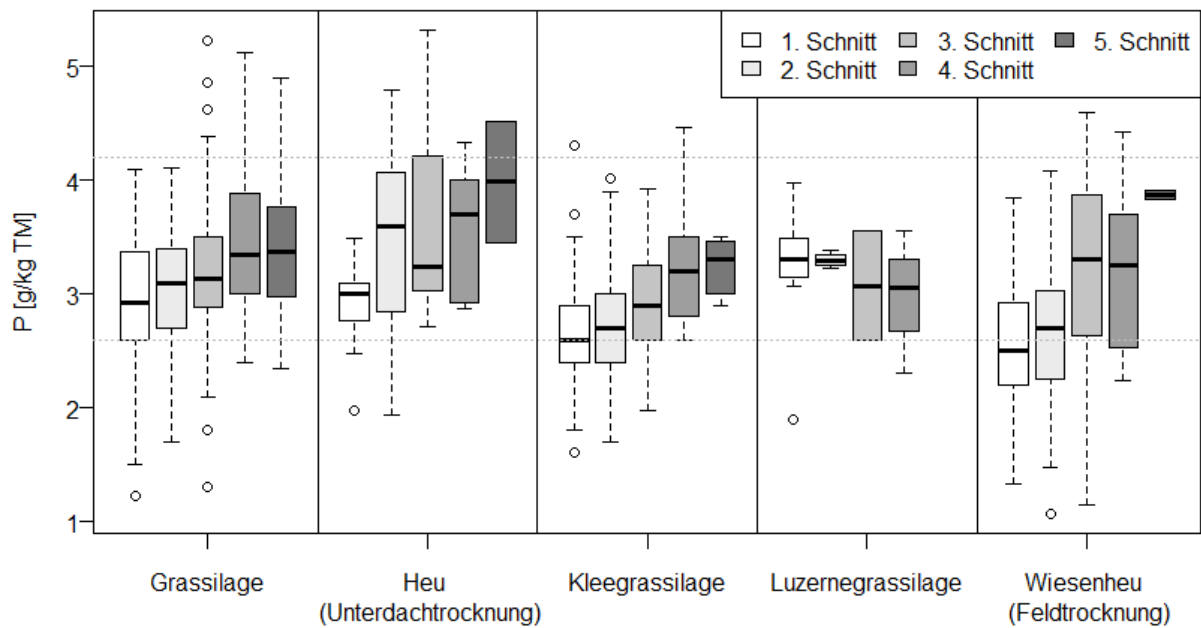 1. Schnitt
2. Schnitt
3. Schnitt
4. Schnitt
5. Schnitt
P [g/kg TM]
5
4
3
2
1
Grassilage
Heu
(Unterdachtrocknung)
Kleegrassilage
Luzernegrassilage
Wiesenheu
(Feldtrocknung)